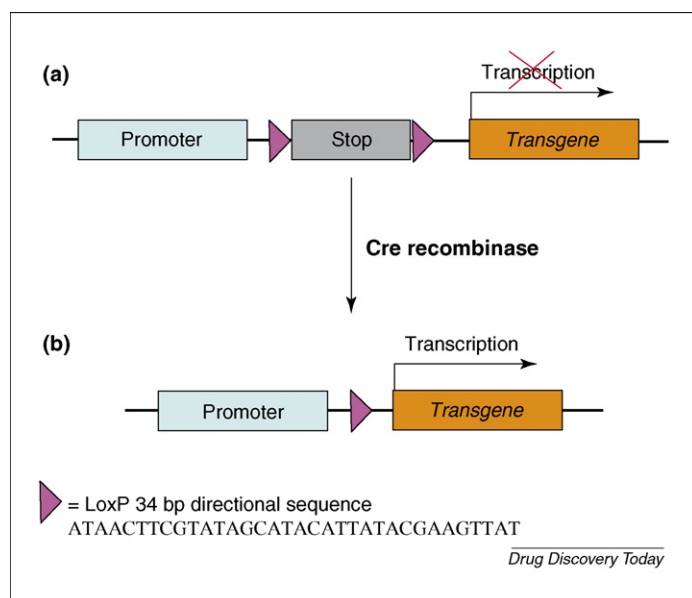 (a)
Transcription
Promoter Stop Transgene
Cre recombinase
(b)
Transcription
Promoter Transgene
= LoxP 34 bp directional sequence
ATAACTTCGTATAGCATACATTATACGAAGTTAT
Drug Discovery Today